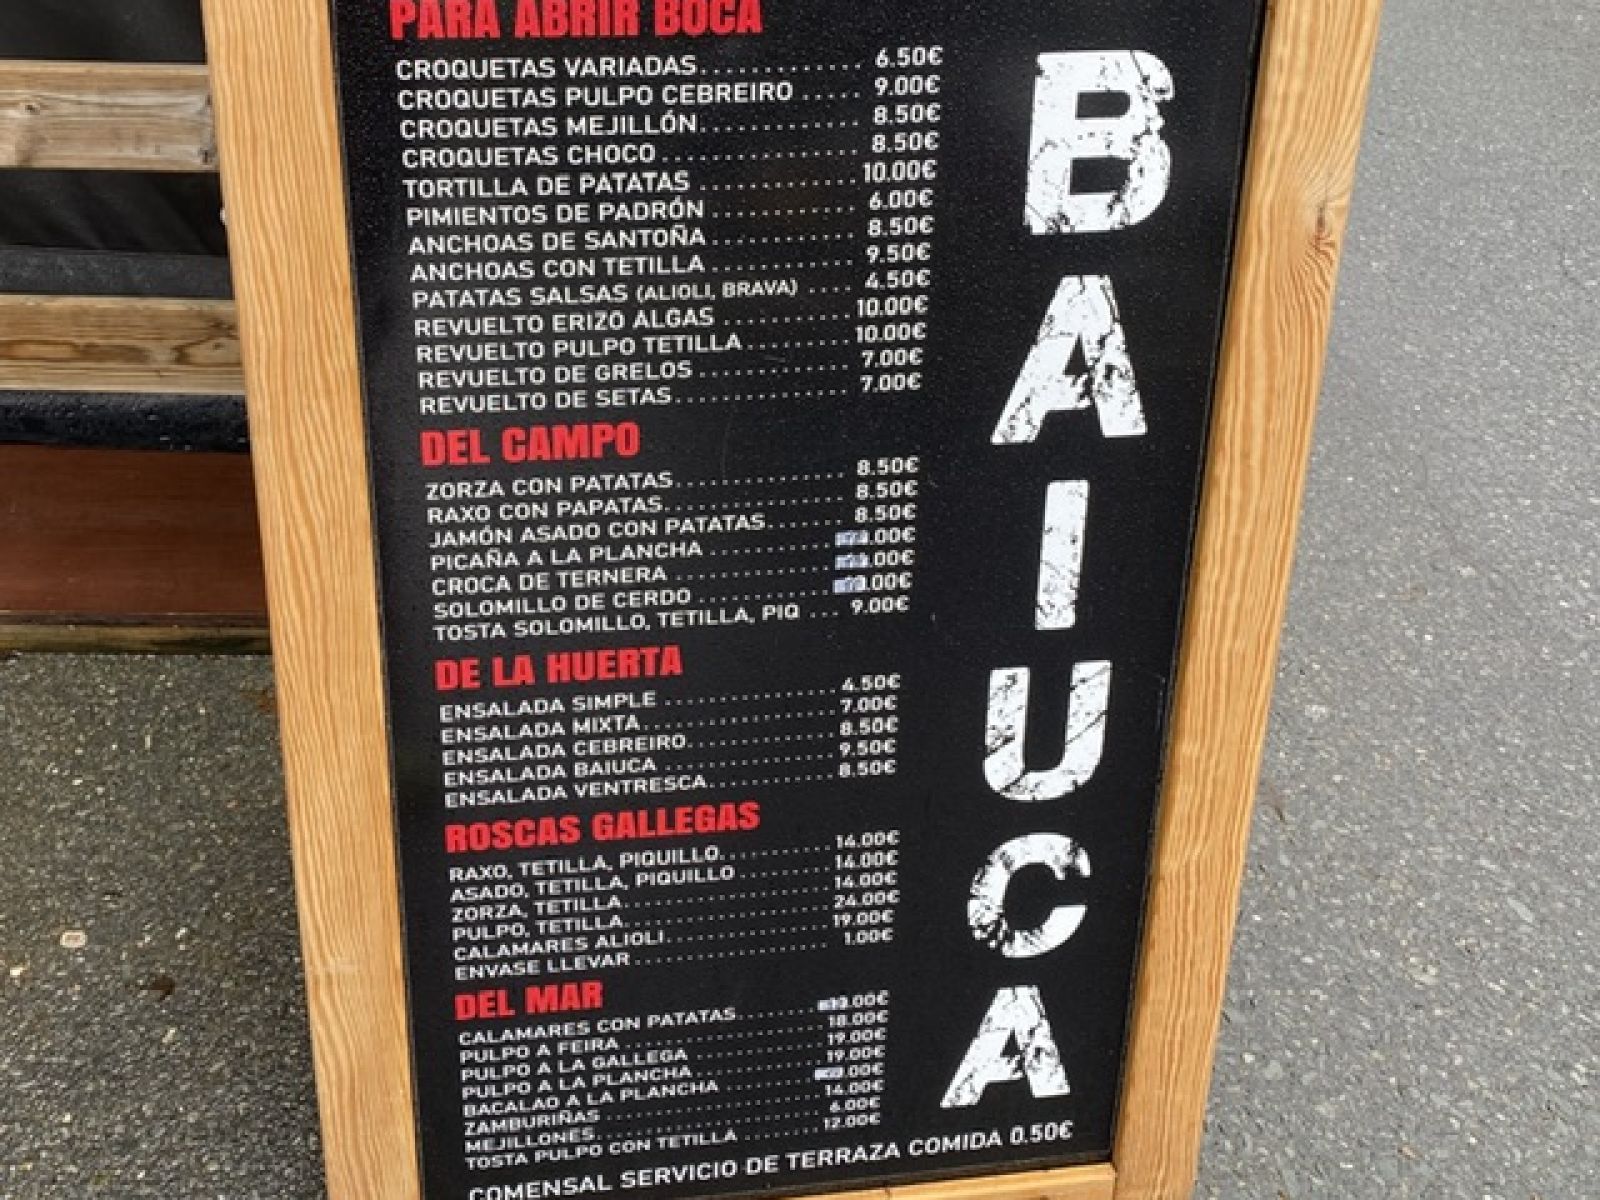 PARA ABRIR BOCA
CROQUETAS VARIADAS............. 6.50€
CROQUETAS PULPO CEBREIRO ..... 9.00€
CROQUETAS MEJILLÓN............. 8.50€
CROQUETAS CHOCO ................ 8.50€
TORTILLA DE PATATAS ............ 10.00€
PIMIENTOS DE PADRÓN ........... 6.00€
ANCHOAS DE SANTOÑA ........... 8.50€
ANCHOAS CON TETILLA ........... 9.50€
PATATAS SALSAS (ALIOLI, BRAVA) .... 4.50€
REVUELTO ERIZO ALGAS .......... 10.00€
REVUELTO PULPO TETILLA......... 10.00€
REVUELTO DE GRELOS ............ 7.00€
REVUELTO DE SETAS.............. 7.00€
DEL CAMPO
ZORZA CON PATATAS.............. 8.50€
RAXO CON PAPATAS............... 8.50€
JAMÓN ASADO CON PATATAS....... 8.50€
PICAÑA A LA PLANCHA ........... .00€
CROCA DE TERNERA .............. .00€
SOLOMILLO DE CERDO ............ .00€
TOSTA SOLOMILLO, TETILLA, PIQ ... 9.00€
DE LA HUERTA
ENSALADA SIMPLE ................ 4.50€
ENSALADA MIXTA.................. 7.00€
ENSALADA CEBREIRO.............. 8.50€
ENSALADA BAIUCA ................ 9.50€
ENSALADA VENTRESCA............ 8.50€
ROSCAS GALLEGAS
RAXO, TETILLA, PIQUILLO........... 14.00€
ASADO, TETILLA, PIQUILLO ......... 14.00€
ZORZA, TETILLA.................... 14.00€
PULPO, TETILLA.................... 24.00€
CALAMARES ALIOLI................ 19.00€
ENVASE LLEVAR ................... 1.00€
DEL MAR
CALAMARES CON PATATAS....... .00€
PULPO A FEIRA .................... 18.00€
PULPO A LA GALLEGA ............. 19.00€
PULPO A LA PLANCHA............. 19.00€
BACALAO A LA PLANCHA ......... .00€
ZAMBURIÑAS ..................... 14.00€
MEJILLONES....................... 6.00€
TOSTA PULPO CON TETILLA ........ 12.00€
COMENSAL SERVICIO DE TERRAZA COMIDA 0.50€
BAIUCA